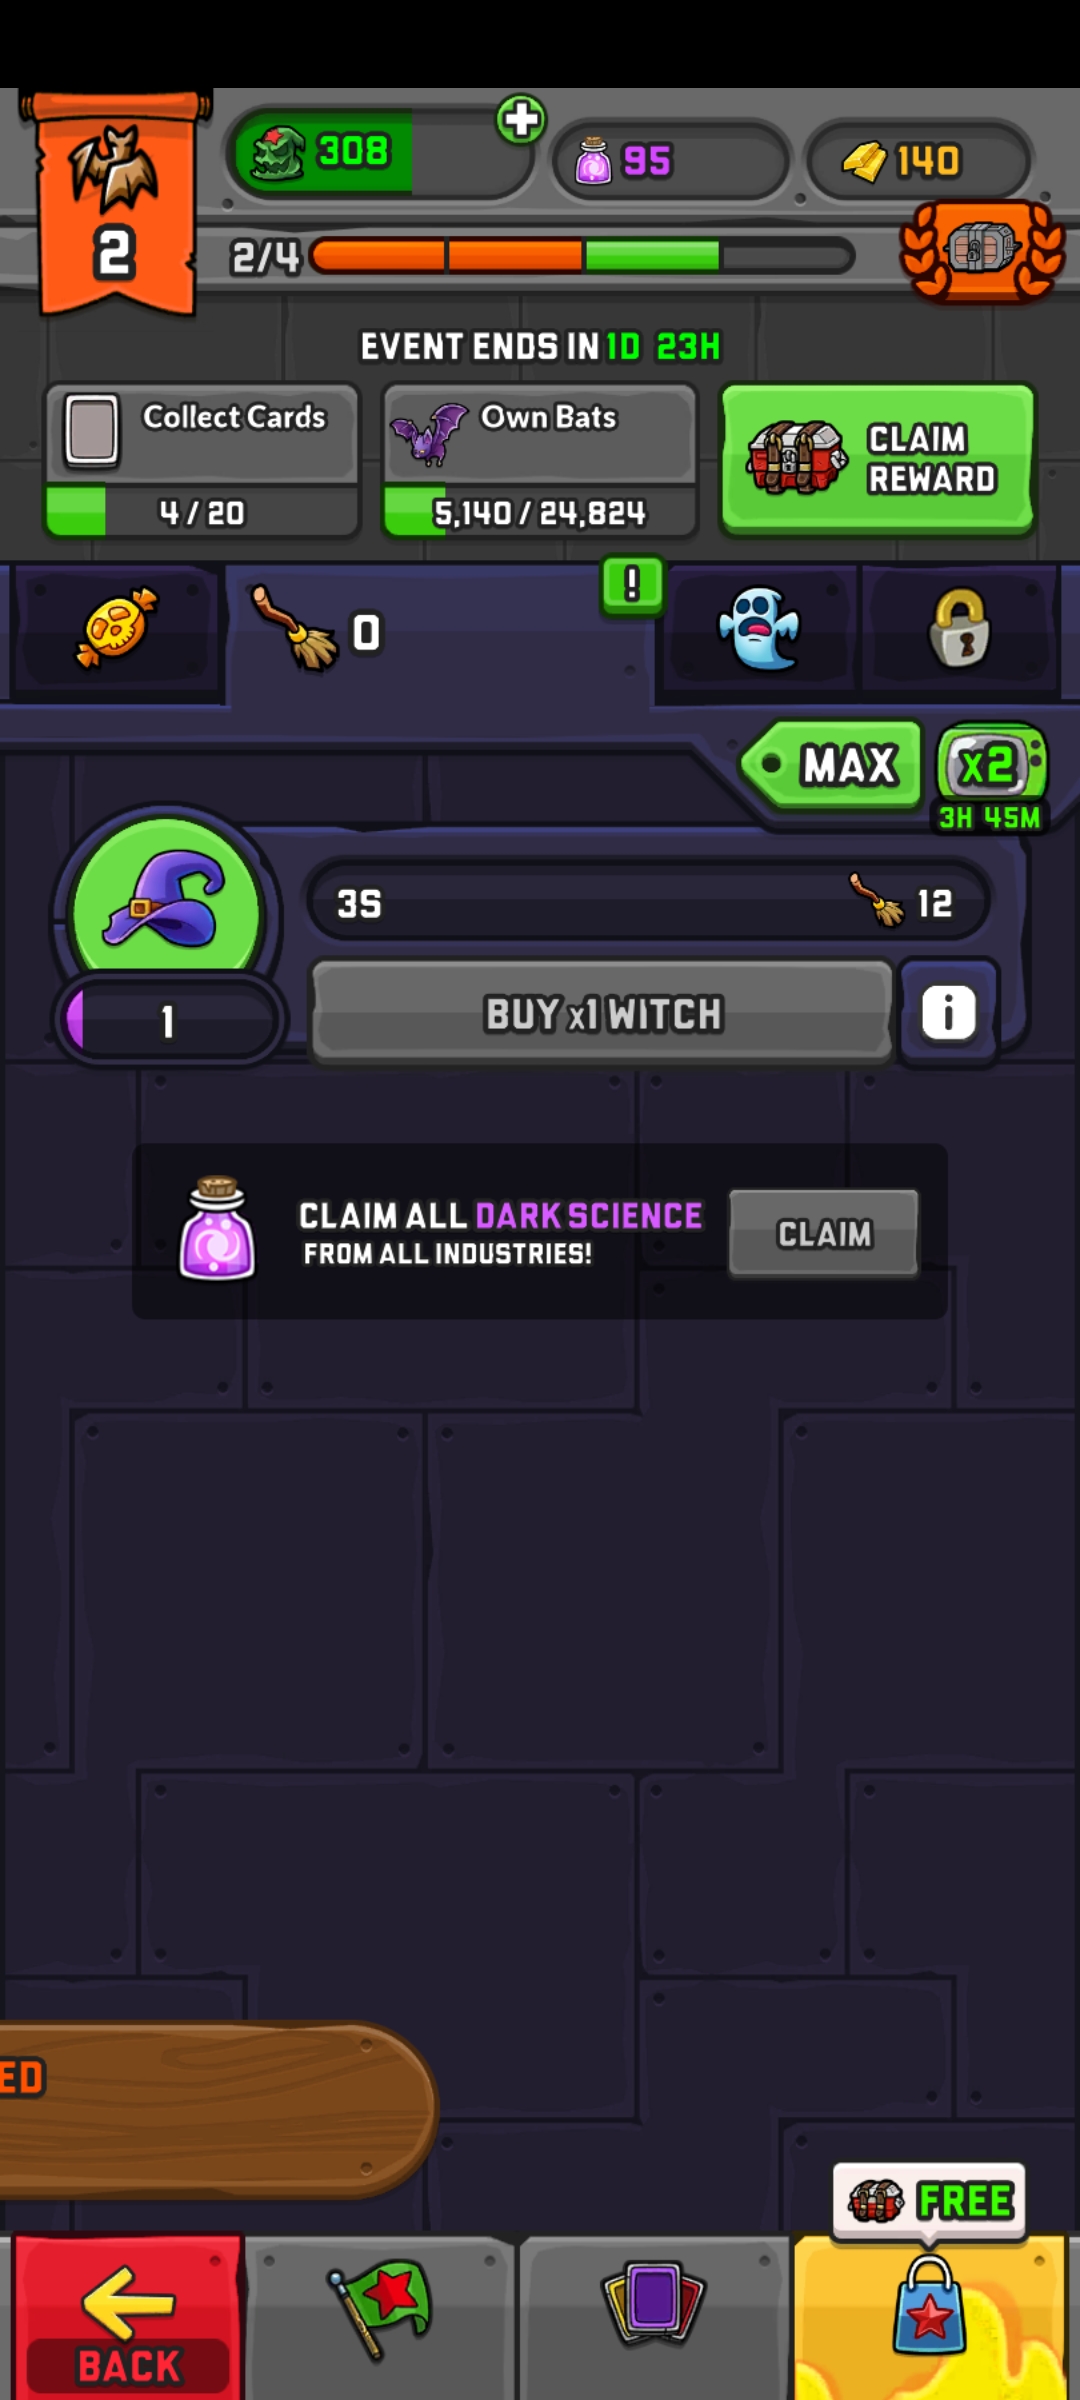 308
95
140
2
2/4
EVENT ENDS IN 1D 23H
Collect Cards
4 / 20
Own Bats
5,140 / 24,824
CLAIM
REWARD
0
!
MAX
x2
3H 45M
3S
12
1
BUY x1 WITCH
i
CLAIM ALL DARK SCIENCE
FROM ALL INDUSTRIES!
CLAIM
ED
FREE
BACK